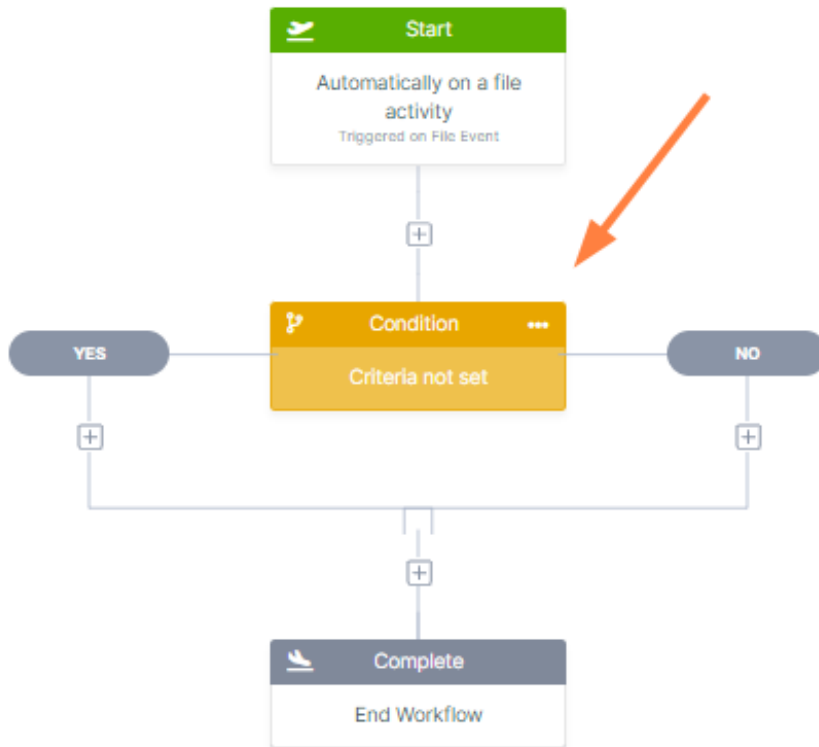 Start
Automatically on a file
activity
Triggered on File Event
Condition
YES
NO
Criteria not set
Complete
End Workflow